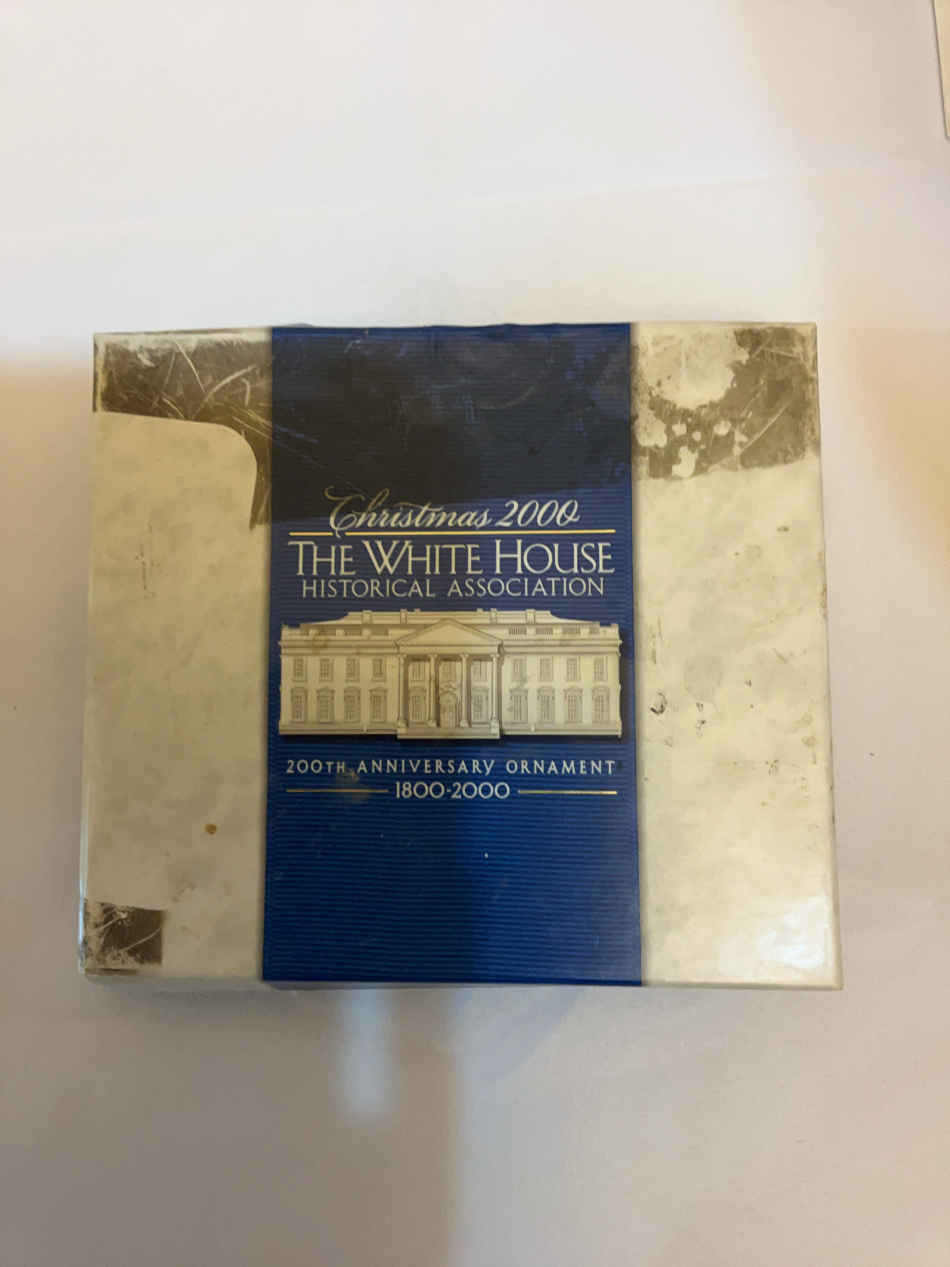 Christmas 2000
THE WHITE HOUSE
HISTORICAL ASSOCIATION
200TH ANNIVERSARY ORNAMENT
1800-2000